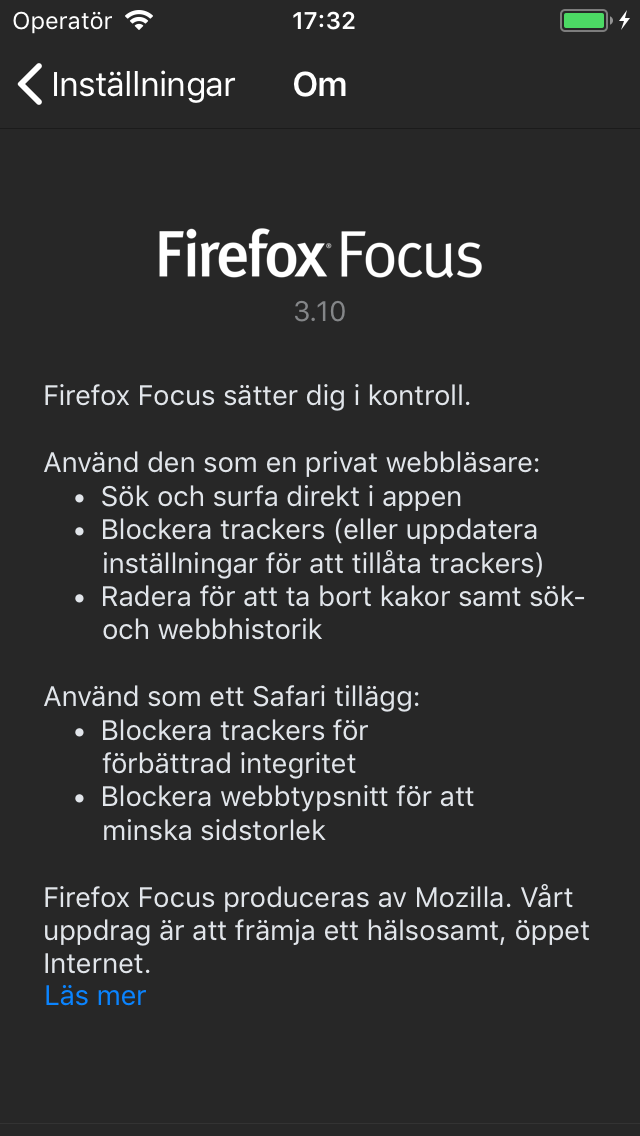 Operatör 17:32
Inställningar Om
Firefox Focus
3.10
Firefox Focus sätter dig i kontroll.
Använd den som en privat webbläsare:
• Sök och surfa direkt i appen
• Blockera trackers (eller uppdatera
inställningar för att tillåta trackers)
• Radera för att ta bort kakor samt sök-
och webbhistorik
Använd som ett Safari tillägg:
• Blockera trackers för
förbättrad integritet
• Blockera webbtypsnitt för att
minska sidstorlek
Firefox Focus produceras av Mozilla. Vårt
uppdrag är att främja ett hälsosamt, öppet
Internet.
Läs mer